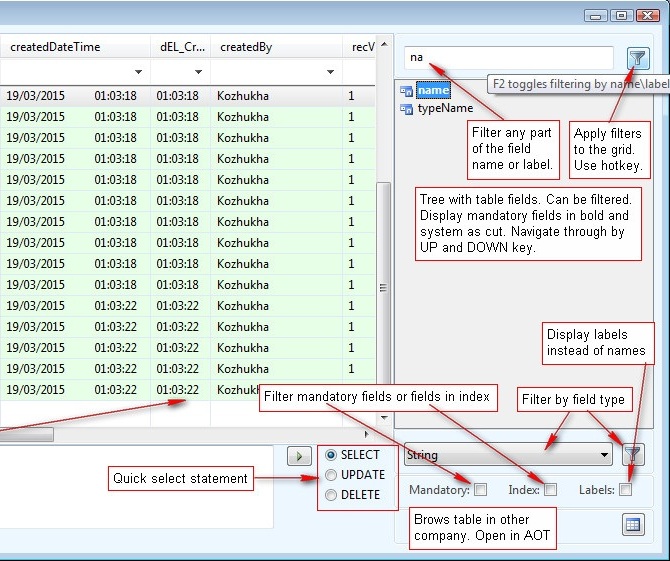 createdDateTime dEL_Cr... createdBy recV
na
F2 toggles filtering by name\label
name
typeName
19/03/2015 01:03:18 01:03:18 Kozhukha 1
19/03/2015 01:03:18 01:03:18 Kozhukha 1
19/03/2015 01:03:18 01:03:18 Kozhukha 1
19/03/2015 01:03:18 01:03:18 Kozhukha 1
19/03/2015 01:03:18 01:03:18 Kozhukha 1
19/03/2015 01:03:18 01:03:18 Kozhukha 1
19/03/2015 01:03:18 01:03:18 Kozhukha 1
19/03/2015 01:03:18 01:03:18 Kozhukha 1
19/03/2015 01:03:18 01:03:18 Kozhukha 1
19/03/2015 01:03:18 01:03:18 Kozhukha 1
19/03/2015 01:03:22 01:03:22 Kozhukha 1
19/03/2015 01:03:22 01:03:22 Kozhukha 1
19/03/2015 01:03:22 01:03:22 Kozhukha 1
19/03/2015 01:03:22 01:03:22 Kozhukha 1
19/03/2015 01:03:22 01:03:22
Filter any part
of the field
name or label.
Apply filters
to the grid.
Use hotkey.
Tree with table fields. Can be filtered.
Display mandatory fields in bold and
system as cut. Navigate through by
UP and DOWN key.
Display labels
instead of names
Filter mandatory fields or fields in index
Filter by field type
String
SELECT
UPDATE
DELETE
Quick select statement
Mandatory: Index: Labels:
Brows table in other
company. Open in AOT